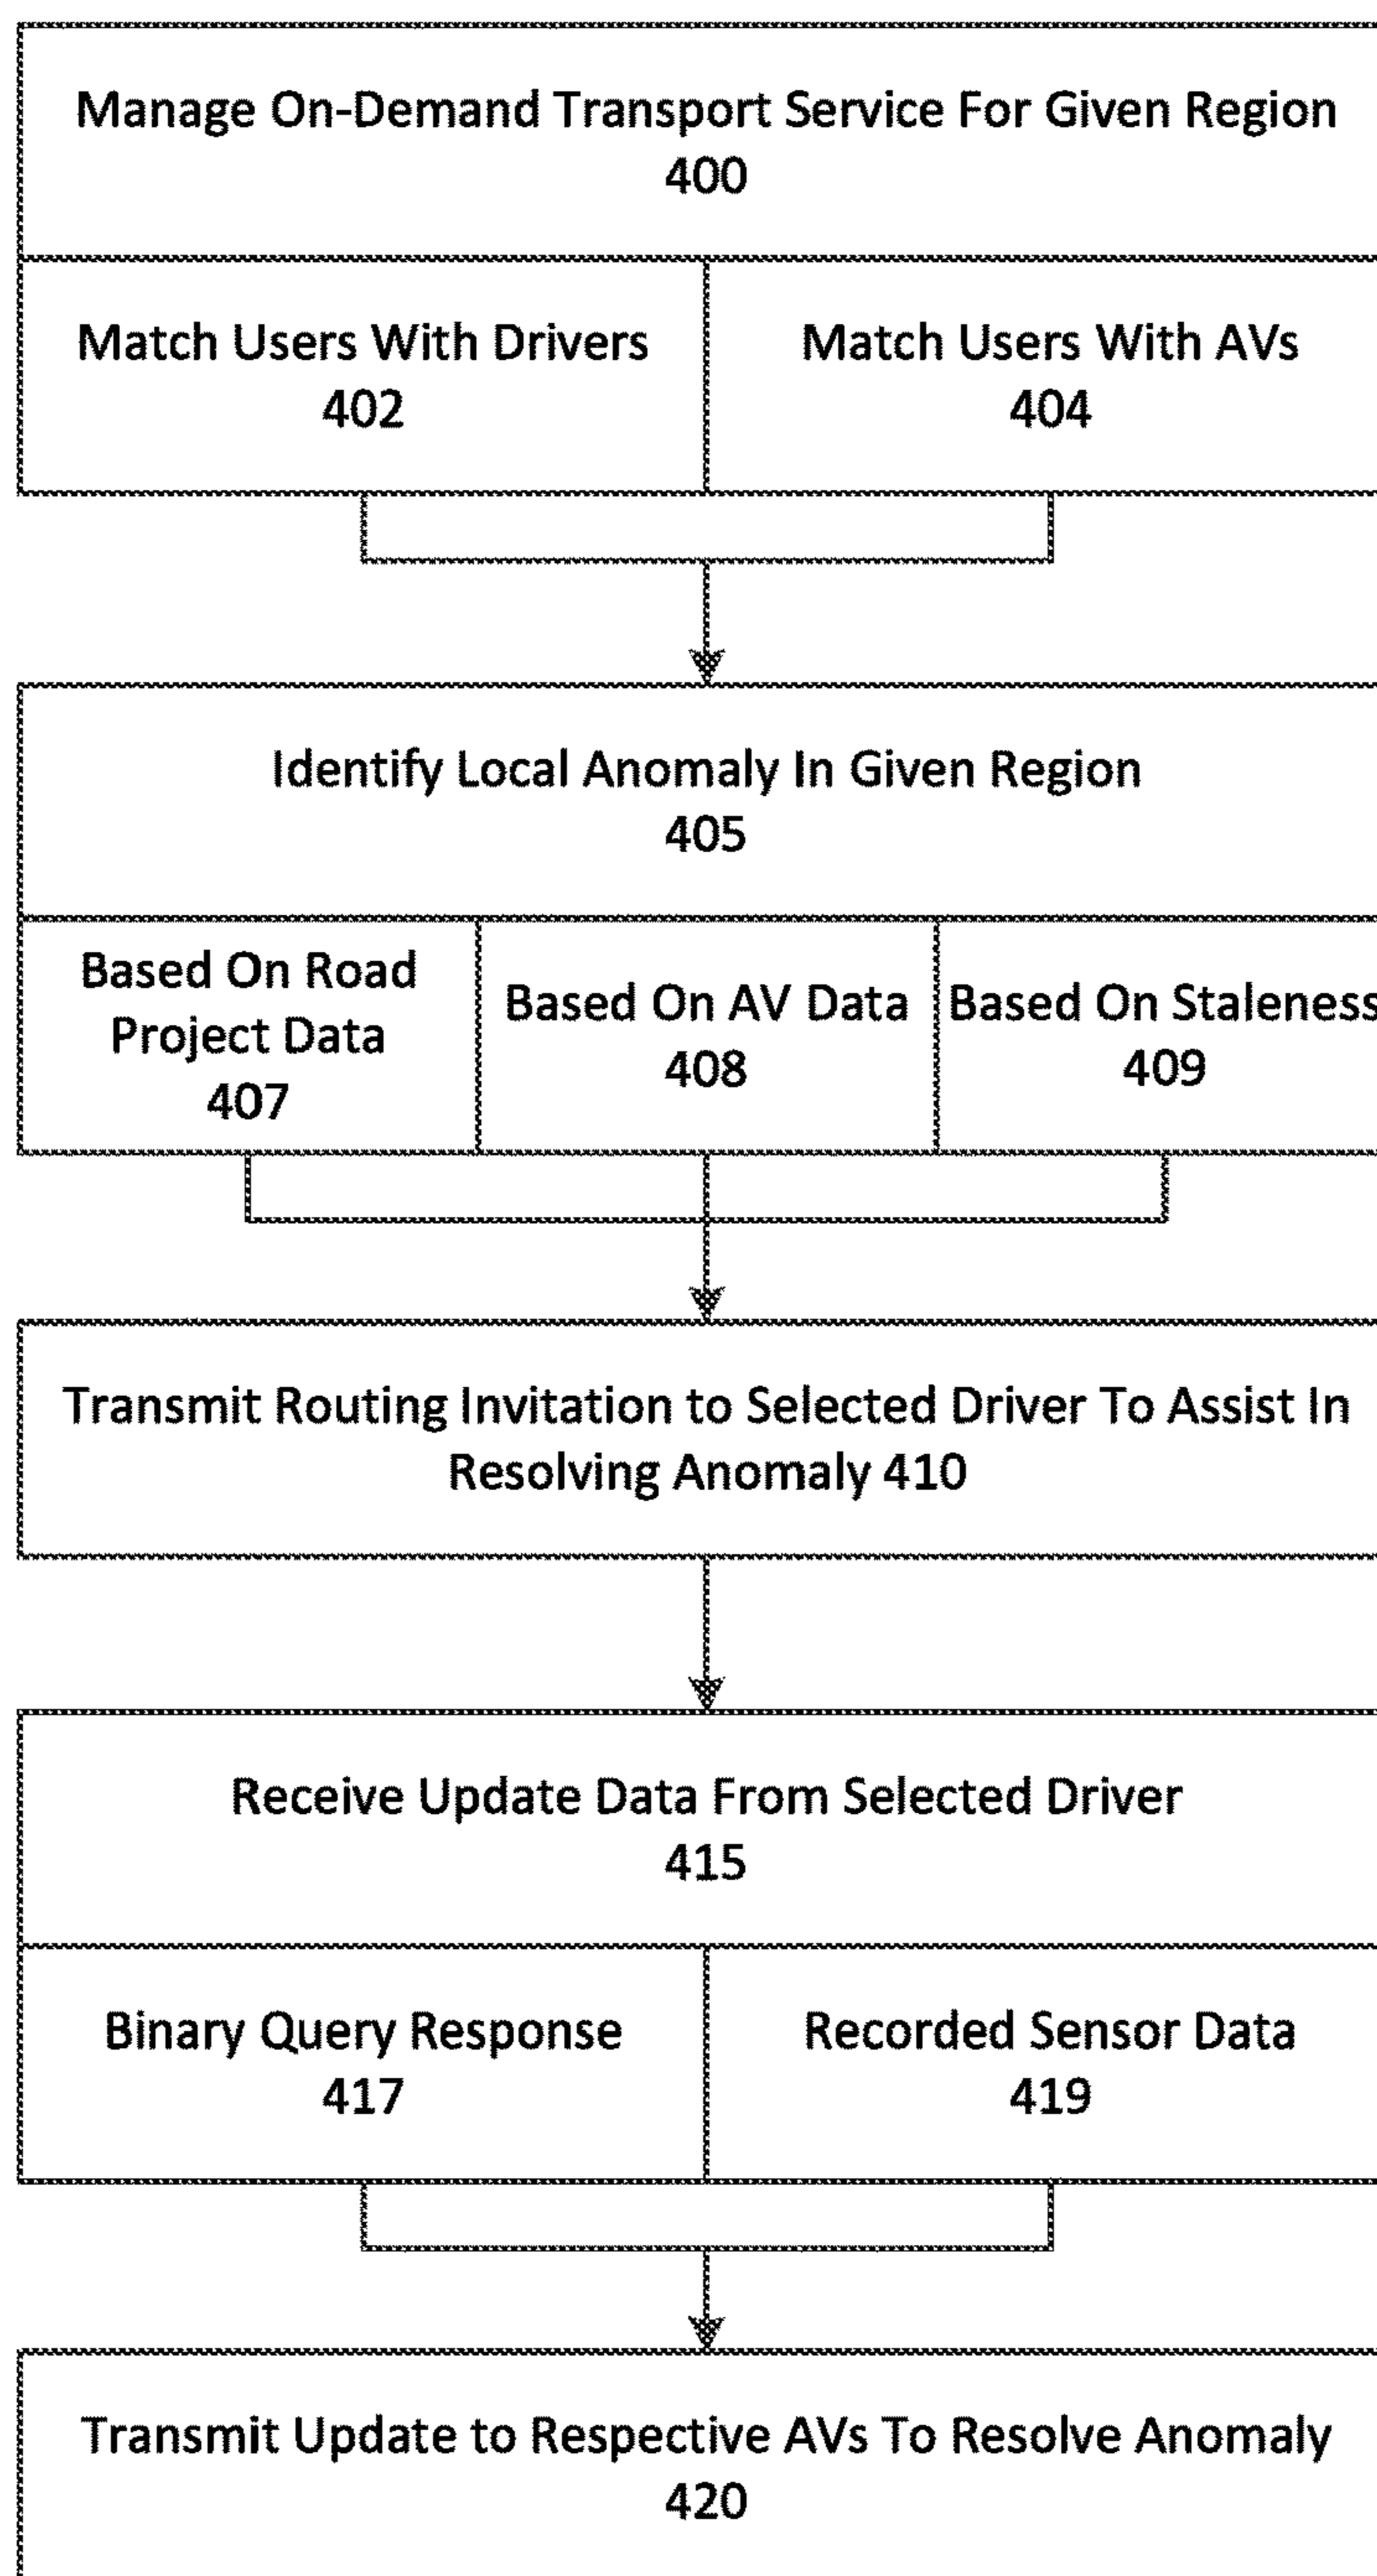 Manage On-Demand Transport Service For Given Region
400
Match Users With Drivers
402
Match Users With AVs
404
Identify Local Anomaly In Given Region
405
Based On Road
Project Data
407
Based On AV Data
408
Based On Staleness
409
Transmit Routing Invitation to Selected Driver To Assist In
Resolving Anomaly 410
Receive Update Data From Selected Driver
415
Binary Query Response
417
Recorded Sensor Data
419
Transmit Update to Respective AVs To Resolve Anomaly
420